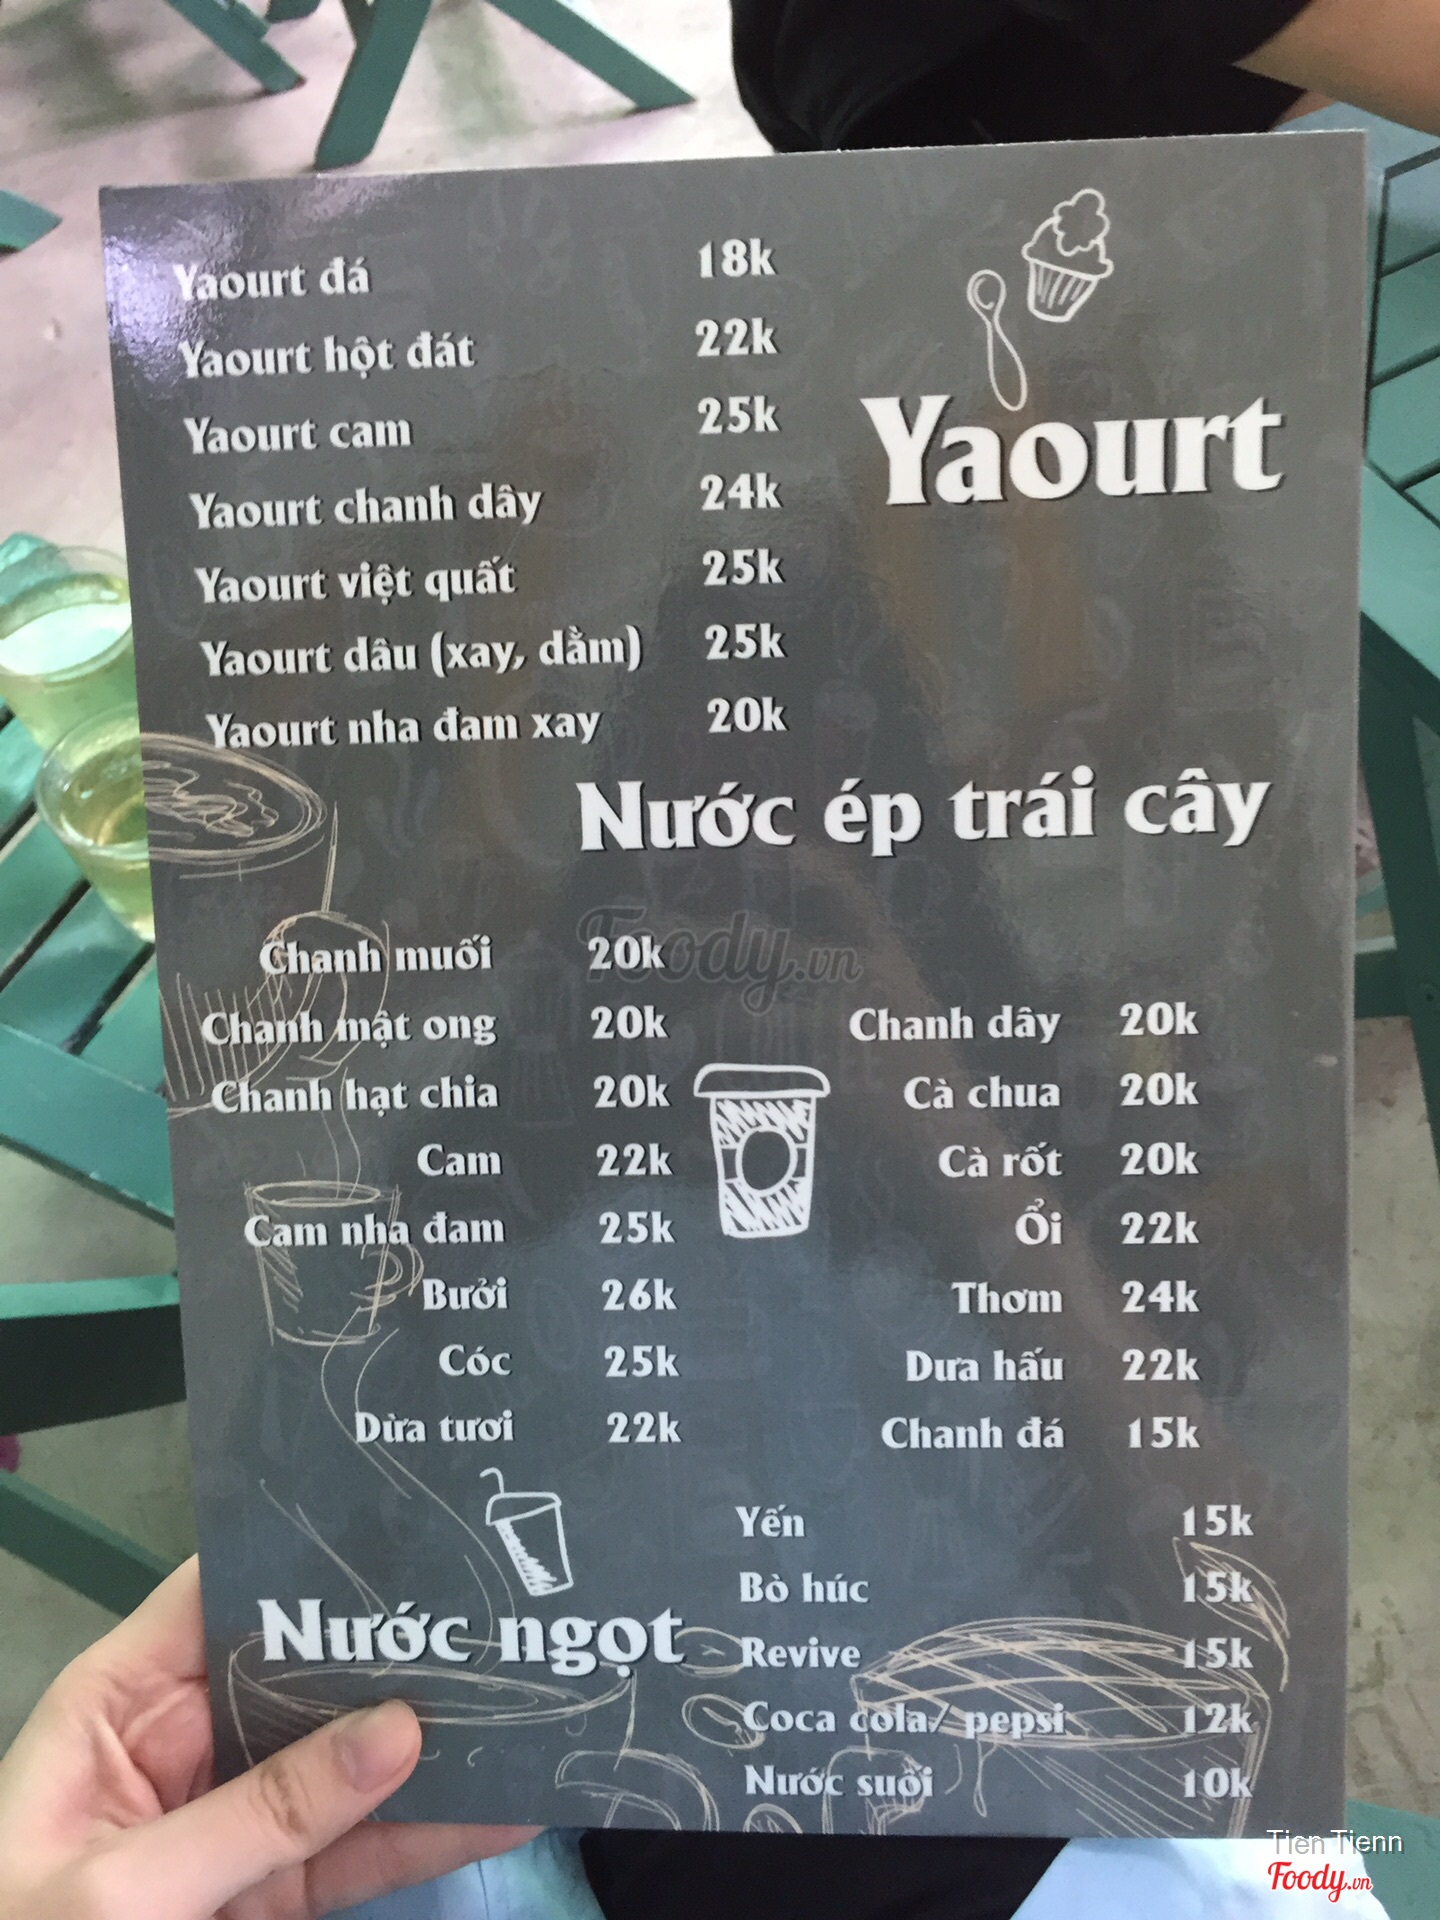 Yaourt đá 18k
Yaourt hột đát 22k
Yaourt cam 25k
Yaourt chanh dây 24k
Yaourt việt quất 25k
Yaourt dâu (xay, dằm) 25k
Yaourt nha đam xay 20k
Yaourt
Nước ép trái cây
Foody.vn
Chanh muối 20k
Chanh mật ong 20k
Chanh hạt chia 20k
Cam 22k
Cam nha đam 25k
Bưởi 26k
Cóc 25k
Dừa tươi 22k
Chanh dây 20k
Cà chua 20k
Cà rốt 20k
Ổi 22k
Thơm 24k
Dưa hấu 22k
Chanh đá 15k
Nước ngọt
Yến 15k
Bò húc 15k
Revive 15k
Coca cola/ pepsi 12k
Nước suối 10k
Tien Tienn
Foody.vn